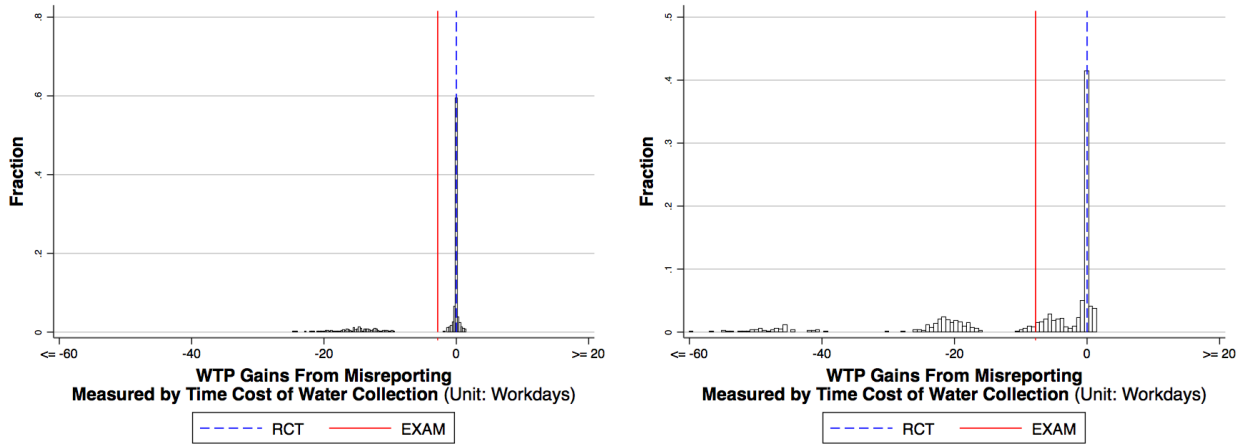 .8
.6
.4
.2
0
Fraction
<= -60 -40 -20 0 >= 20
WTP Gains From Misreporting
Measured by Time Cost of Water Collection (Unit: Workdays)
RCT EXAM
.5
.4
.3
.2
.1
0
Fraction
<= -60 -40 -20 0 >= 20
WTP Gains From Misreporting
Measured by Time Cost of Water Collection (Unit: Workdays)
RCT EXAM